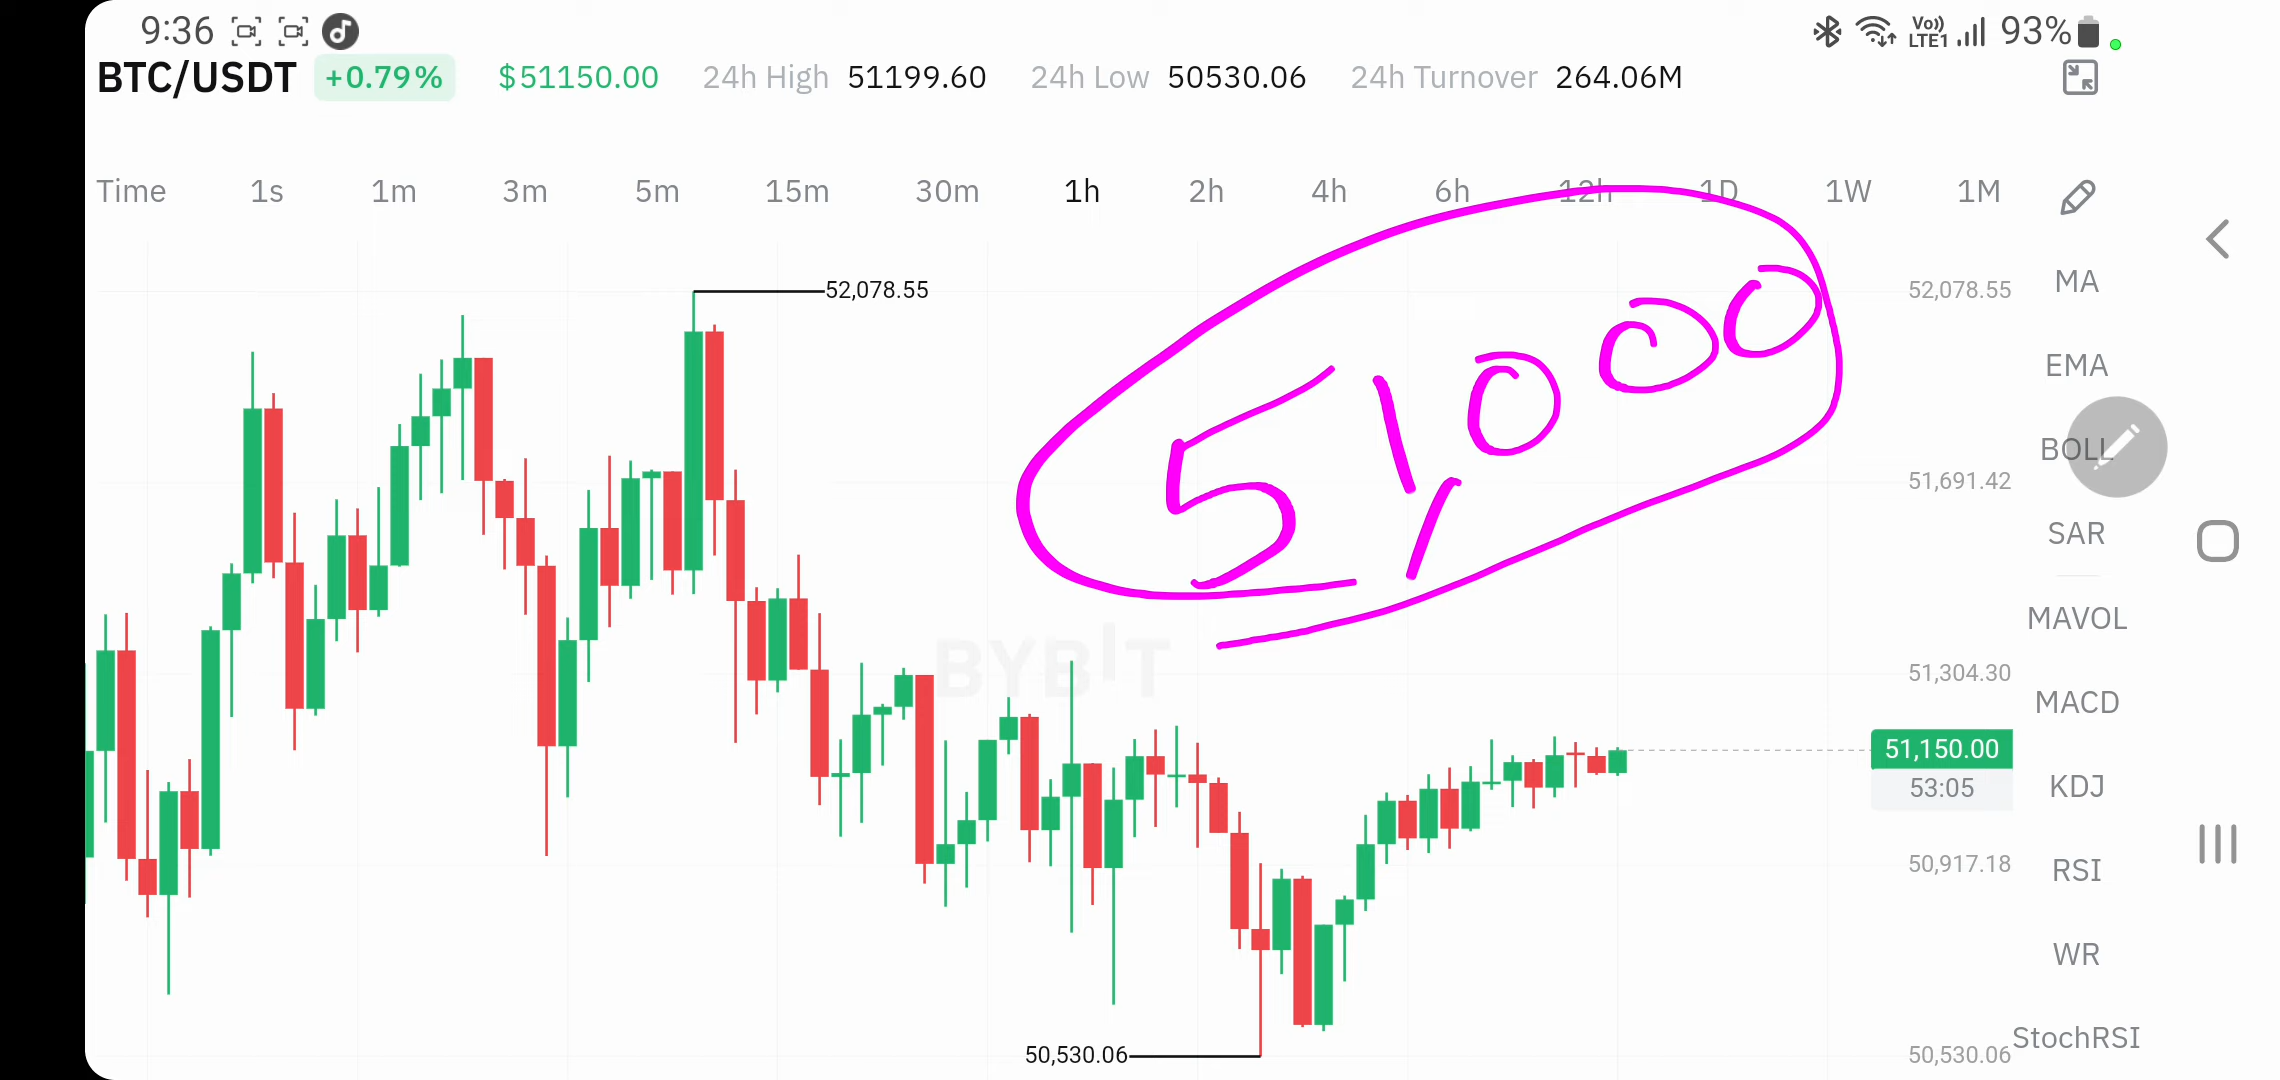 9:36 Vo)) LTE1 93%
BTC/USDT +0.79% $51150.00 24h High 51199.60 24h Low 50530.06 24h Turnover 264.06M
Time 1s 1m 3m 5m 15m 30m 1h 2h 4h 6h 12h 1D 1W 1M
52,078.55 52,078.55 MA
51,000
EMA
BOLL
51,691.42
SAR
MAVOL
BYBIT
51,304.30
MACD
51,150.00
53:05 KDJ
50,917.18 RSI
WR
50,530.06 50,530.06 StochRSI